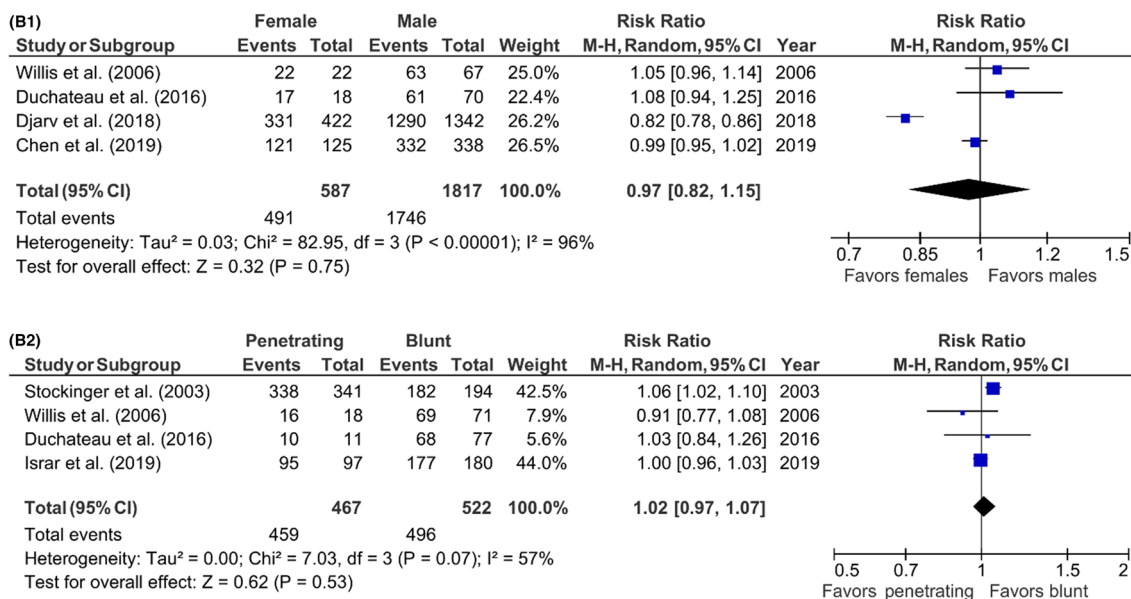 (B1) Female Male Risk Ratio Risk Ratio
Study or Subgroup Events Total Events Total Weight M-H, Random, 95% CI Year M-H, Random, 95% CI
Willis et al. (2006) 22 22 63 67 25.0% 1.05 [0.96, 1.14] 2006
Duchateau et al. (2016) 17 18 61 70 22.4% 1.08 [0.94, 1.25] 2016
Djarv et al. (2018) 331 422 1290 1342 26.2% 0.82 [0.78, 0.86] 2018
Chen et al. (2019) 121 125 332 338 26.5% 0.99 [0.95, 1.02] 2019
Total (95% CI) 587 1817 100.0% 0.97 [0.82, 1.15]
Total events 491 1746
Heterogeneity: Tau² = 0.03; Chi² = 82.95, df = 3 (P < 0.00001); I² = 96%
Test for overall effect: Z = 0.32 (P = 0.75)
0.7 0.85 1 1.2 1.5
Favors females Favors males
(B2) Penetrating Blunt Risk Ratio Risk Ratio
Study or Subgroup Events Total Events Total Weight M-H, Random, 95% CI Year M-H, Random, 95% CI
Stockinger et al. (2003) 338 341 182 194 42.5% 1.06 [1.02, 1.10] 2003
Willis et al. (2006) 16 18 69 71 7.9% 0.91 [0.77, 1.08] 2006
Duchateau et al. (2016) 10 11 68 77 5.6% 1.03 [0.84, 1.26] 2016
Israr et al. (2019) 95 97 177 180 44.0% 1.00 [0.96, 1.03] 2019
Total (95% CI) 467 522 100.0% 1.02 [0.97, 1.07]
Total events 459 496
Heterogeneity: Tau² = 0.00; Chi² = 7.03, df = 3 (P = 0.07); I² = 57%
Test for overall effect: Z = 0.62 (P = 0.53)
0.5 0.7 1 1.5 2
Favors penetrating Favors blunt